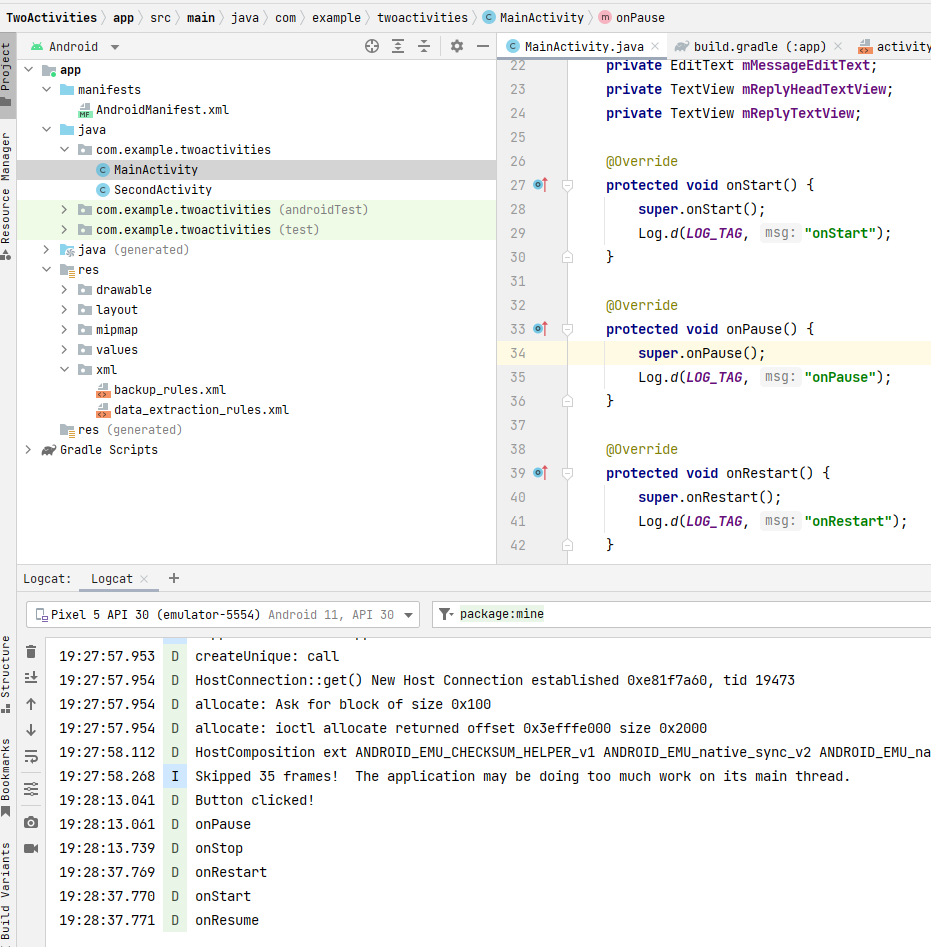 TwoActivities app src main java com example twoactivities MainActivity onPause
Project
Resource Manager
Structure
Bookmarks
Build Variants
Android
app
manifests
AndroidManifest.xml
java
com.example.twoactivities
MainActivity
SecondActivity
com.example.twoactivities (androidTest)
com.example.twoactivities (test)
java (generated)
res
drawable
layout
mipmap
values
xml
backup_rules.xml
data_extraction_rules.xml
res (generated)
Gradle Scripts
MainActivity.java build.gradle (:app) activity
22 private EditText mMessageEditText;
23 private TextView mReplyHeadTextView;
24 private TextView mReplyTextView;
25
26 @Override
27 protected void onStart() {
28 super.onStart();
29 Log.d(LOG_TAG, msg: "onStart");
30 }
31
32 @Override
33 protected void onPause() {
34 super.onPause();
35 Log.d(LOG_TAG, msg: "onPause");
36 }
37
38 @Override
39 protected void onRestart() {
40 super.onRestart();
41 Log.d(LOG_TAG, msg: "onRestart");
42 }
Logcat: Logcat
Pixel 5 API 30 (emulator-5554) Android 11, API 30 package:mine
19:27:57.953 D createUnique: call
19:27:57.954 D HostConnection::get() New Host Connection established 0xe81f7a60, tid 19473
19:27:57.954 D allocate: Ask for block of size 0x100
19:27:57.954 D allocate: ioctl allocate returned offset 0x3efffe000 size 0x2000
19:27:58.112 D HostComposition ext ANDROID_EMU_CHECKSUM_HELPER_v1 ANDROID_EMU_native_sync_v2 ANDROID_EMU_na
19:27:58.268 I Skipped 35 frames! The application may be doing too much work on its main thread.
19:28:13.041 D Button clicked!
19:28:13.061 D onPause
19:28:13.739 D onStop
19:28:37.769 D onRestart
19:28:37.770 D onStart
19:28:37.771 D onResume